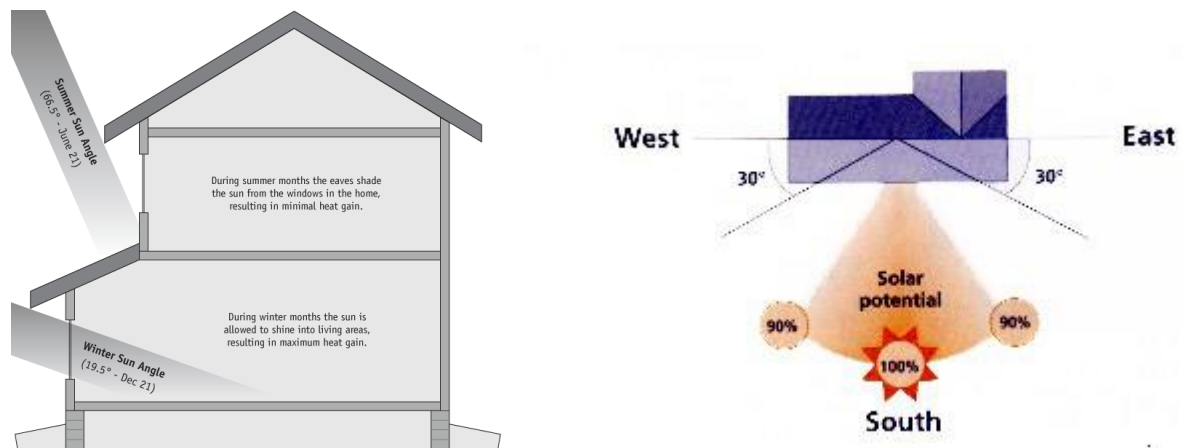 Summer Sun Angle
(66.5° - June 21)
During summer months the eaves shade
the sun from the windows in the home,
resulting in minimal heat gain.
During winter months the sun is
allowed to shine into living areas,
resulting in maximum heat gain.
Winter Sun Angle
(19.5° - Dec 21)
West
East
30°
30°
Solar
potential
90%
90%
100%
South